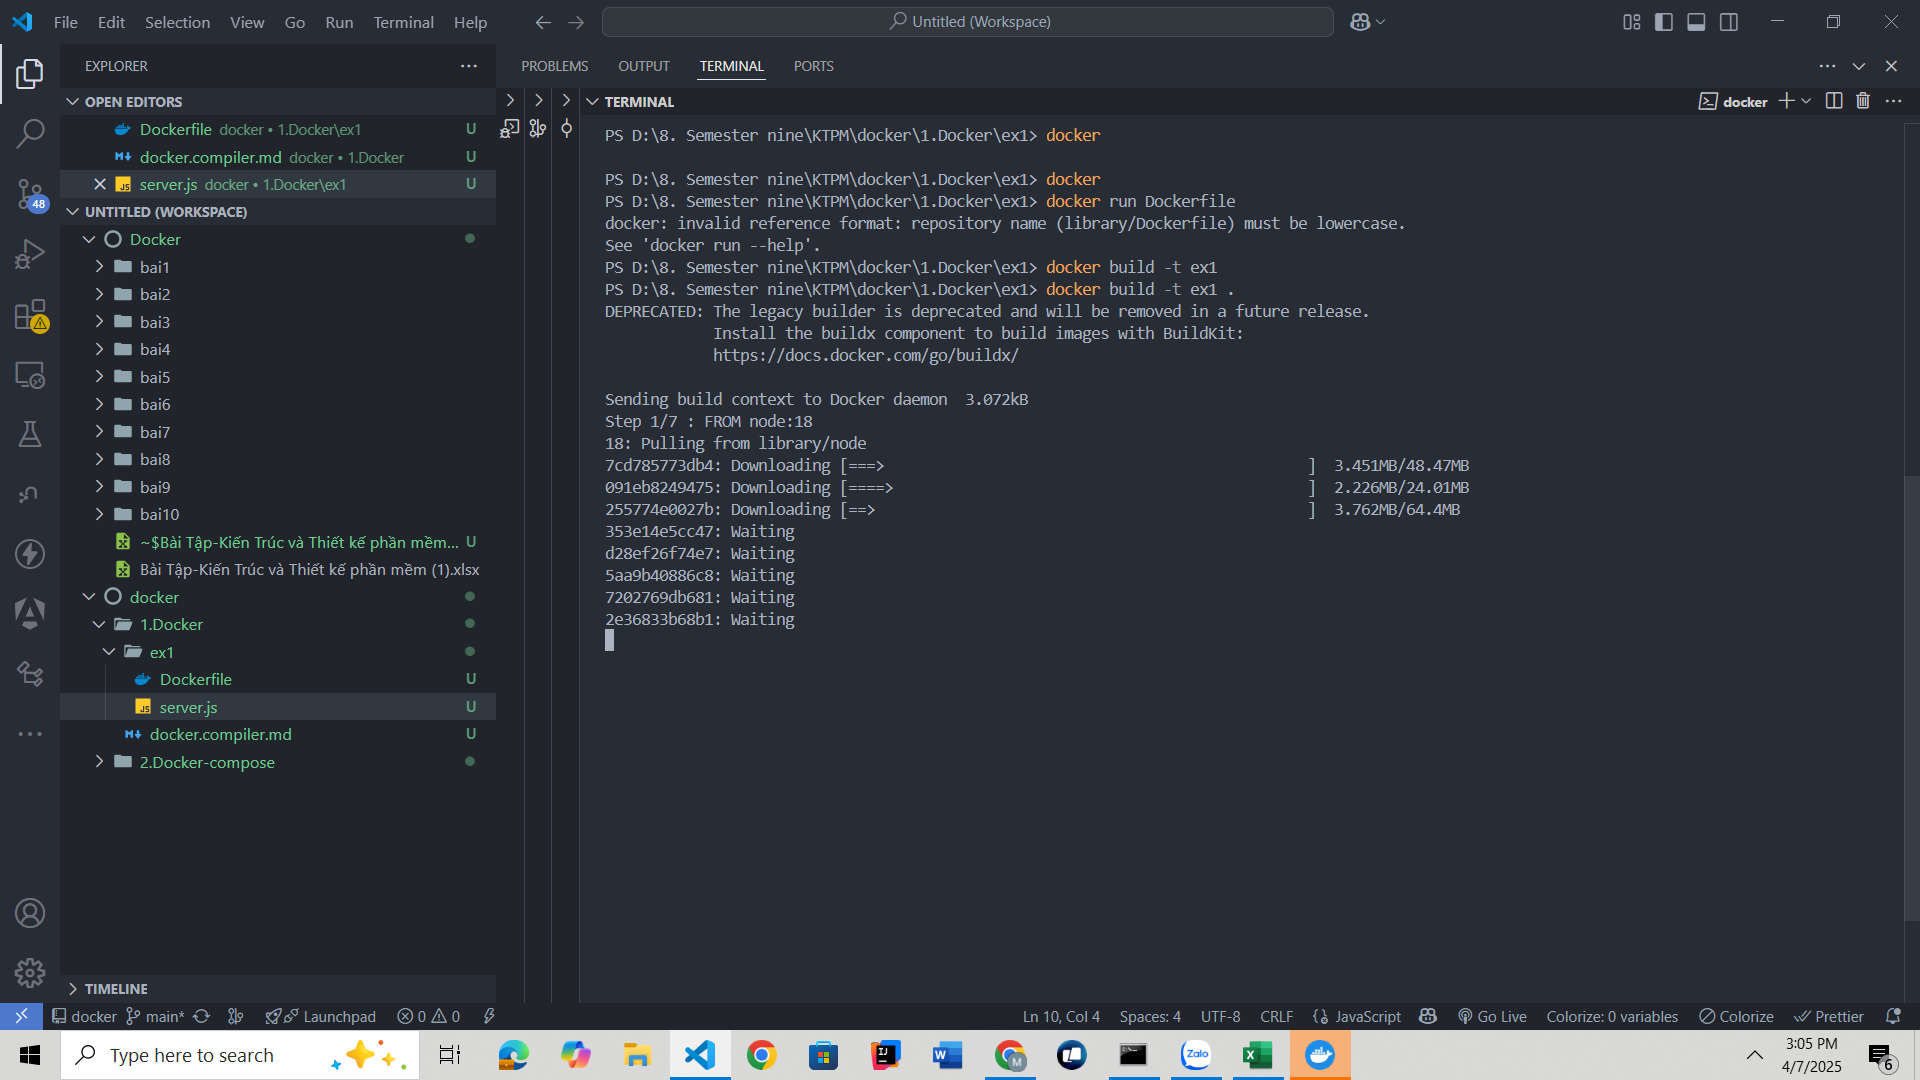 File Edit Selection View Go Run Terminal Help
Untitled (Workspace)
EXPLORER
OPEN EDITORS
Dockerfile docker • 1.Docker\ex1 U
docker.compiler.md docker • 1.Docker U
server.js docker • 1.Docker\ex1 U
UNTITLED (WORKSPACE)
Docker
bai1
bai2
bai3
bai4
bai5
bai6
bai7
bai8
bai9
bai10
~$Bài Tập-Kiến Trúc và Thiết kế phần mềm... U
Bài Tập-Kiến Trúc và Thiết kế phần mềm (1).xlsx
docker
1.Docker
ex1
Dockerfile U
server.js U
docker.compiler.md U
2.Docker-compose
TIMELINE
48
PROBLEMS OUTPUT TERMINAL PORTS
TERMINAL
docker
PS D:\8. Semester nine\KTPM\docker\1.Docker\ex1> docker
PS D:\8. Semester nine\KTPM\docker\1.Docker\ex1> docker
PS D:\8. Semester nine\KTPM\docker\1.Docker\ex1> docker run Dockerfile
docker: invalid reference format: repository name (library/Dockerfile) must be lowercase.
See 'docker run --help'.
PS D:\8. Semester nine\KTPM\docker\1.Docker\ex1> docker build -t ex1
PS D:\8. Semester nine\KTPM\docker\1.Docker\ex1> docker build -t ex1 .
DEPRECATED: The legacy builder is deprecated and will be removed in a future release.
Install the buildx component to build images with BuildKit:
https://docs.docker.com/go/buildx/
Sending build context to Docker daemon 3.072kB
Step 1/7 : FROM node:18
18: Pulling from library/node
7cd785773db4: Downloading [===> ] 3.451MB/48.47MB
091eb8249475: Downloading [====> ] 2.226MB/24.01MB
255774e0027b: Downloading [==> ] 3.762MB/64.4MB
353e14e5cc47: Waiting
d28ef26f74e7: Waiting
5aa9b40886c8: Waiting
7202769db681: Waiting
2e36833b68b1: Waiting
docker main* Launchpad 0 0
Ln 10, Col 4 Spaces: 4 UTF-8 CRLF JavaScript Go Live Colorize: 0 variables Colorize Prettier
Type here to search
Zalo
3:05 PM
4/7/2025
6